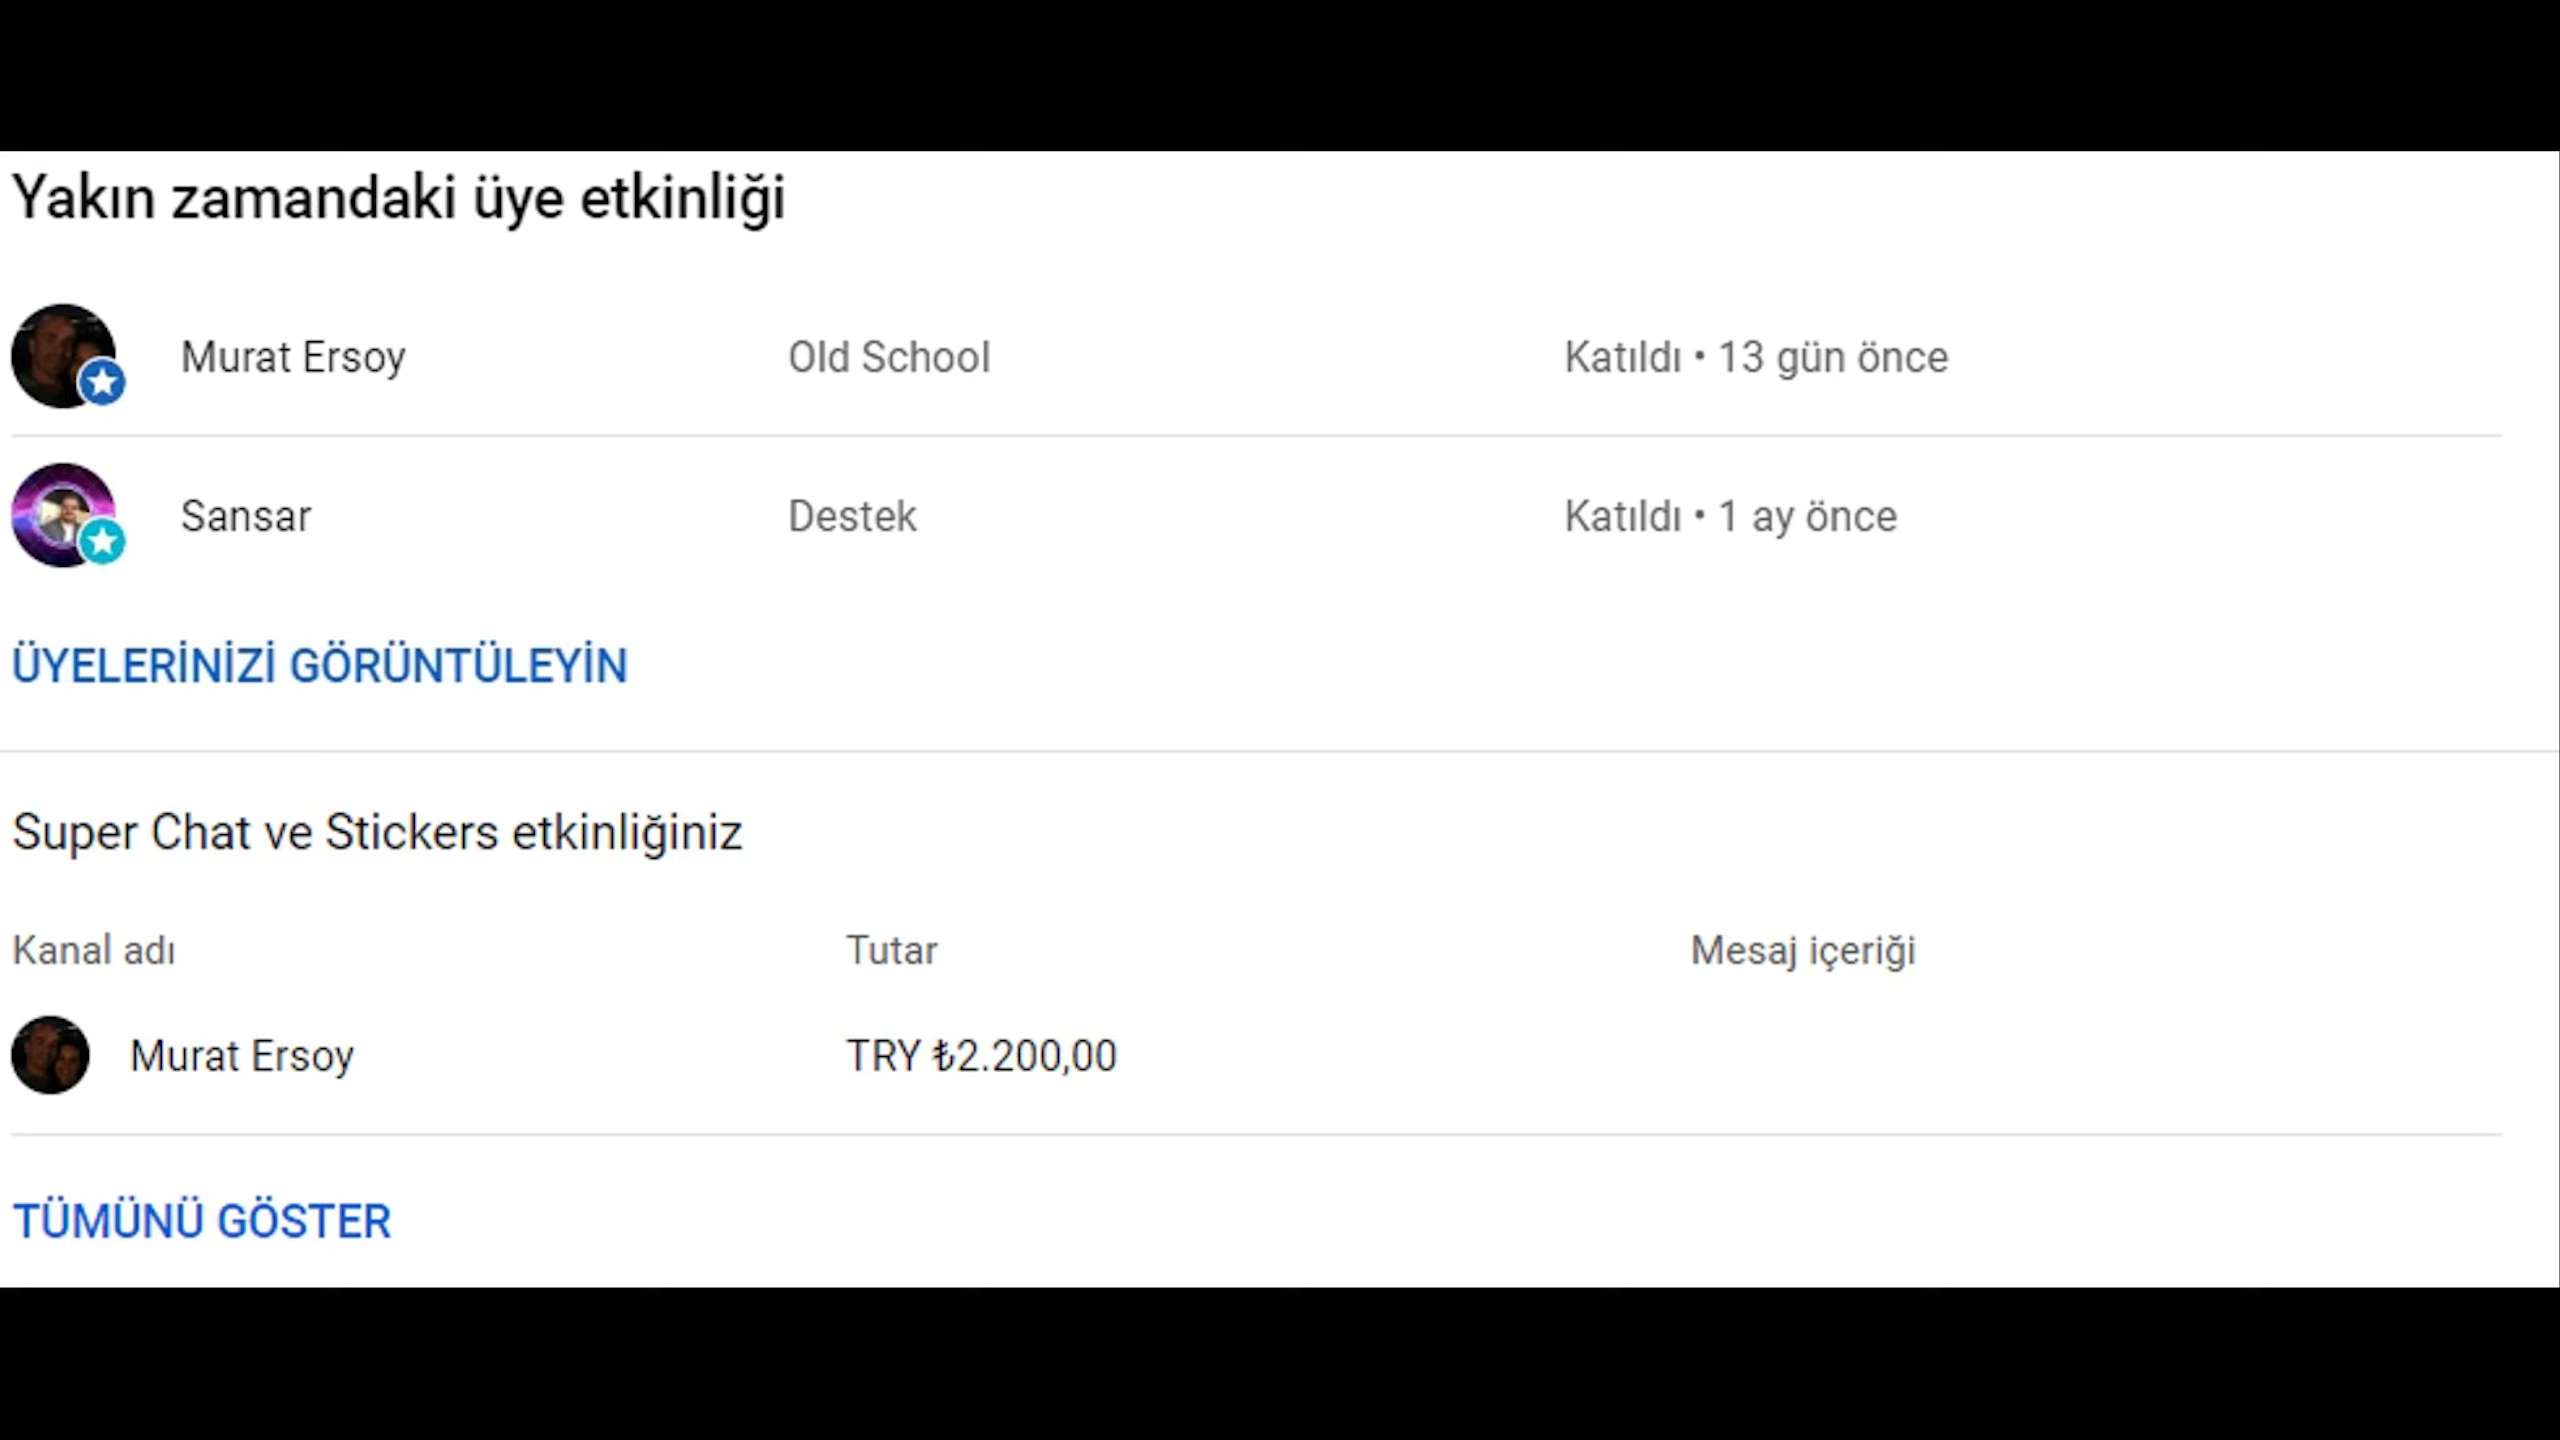 Yakın zamandaki üye etkinliği
Murat Ersoy Old School Katıldı • 13 gün önce
Sansar Destek Katıldı • 1 ay önce
ÜYELERİNİZİ GÖRÜNTÜLEYİN
Super Chat ve Stickers etkinliğiniz
Kanal adı Tutar Mesaj içeriği
Murat Ersoy TRY ₺2.200,00
TÜMÜNÜ GÖSTER